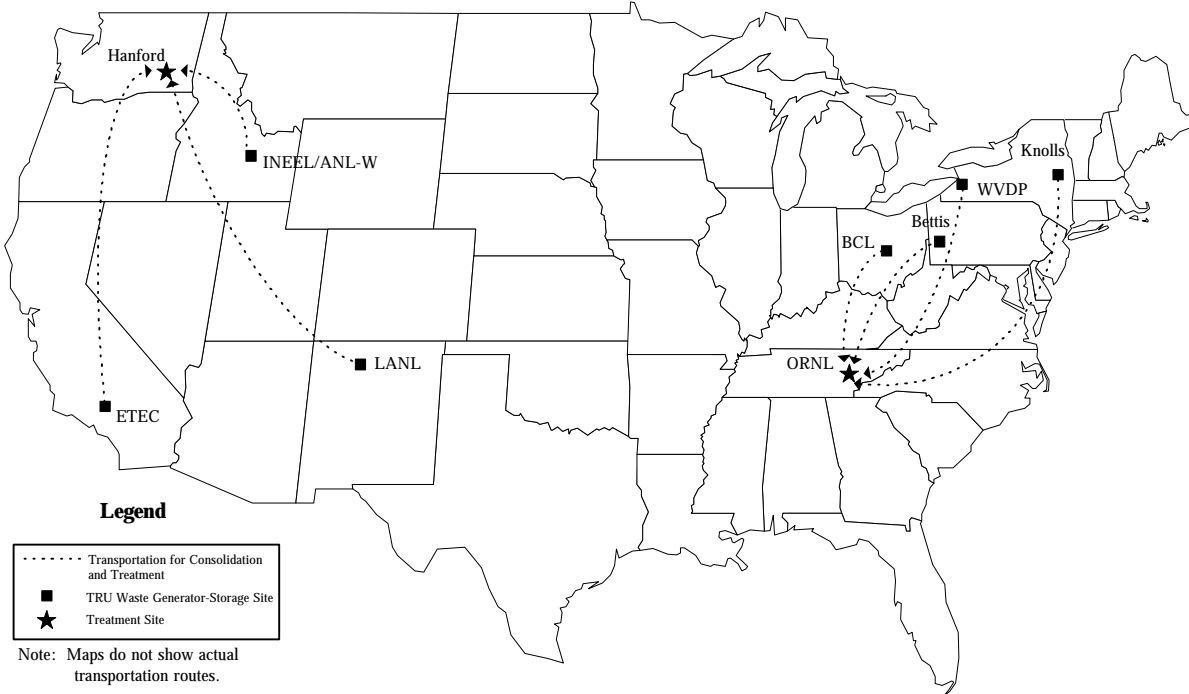 Hanford
INEEL/ANL-W
Knolls
WVDP
Bettis
BCL
ORNL
LANL
ETEC
Legend
Transportation for Consolidation
and Treatment
TRU Waste Generator-Storage Site
Treatment Site
Note: Maps do not show actual
transportation routes.